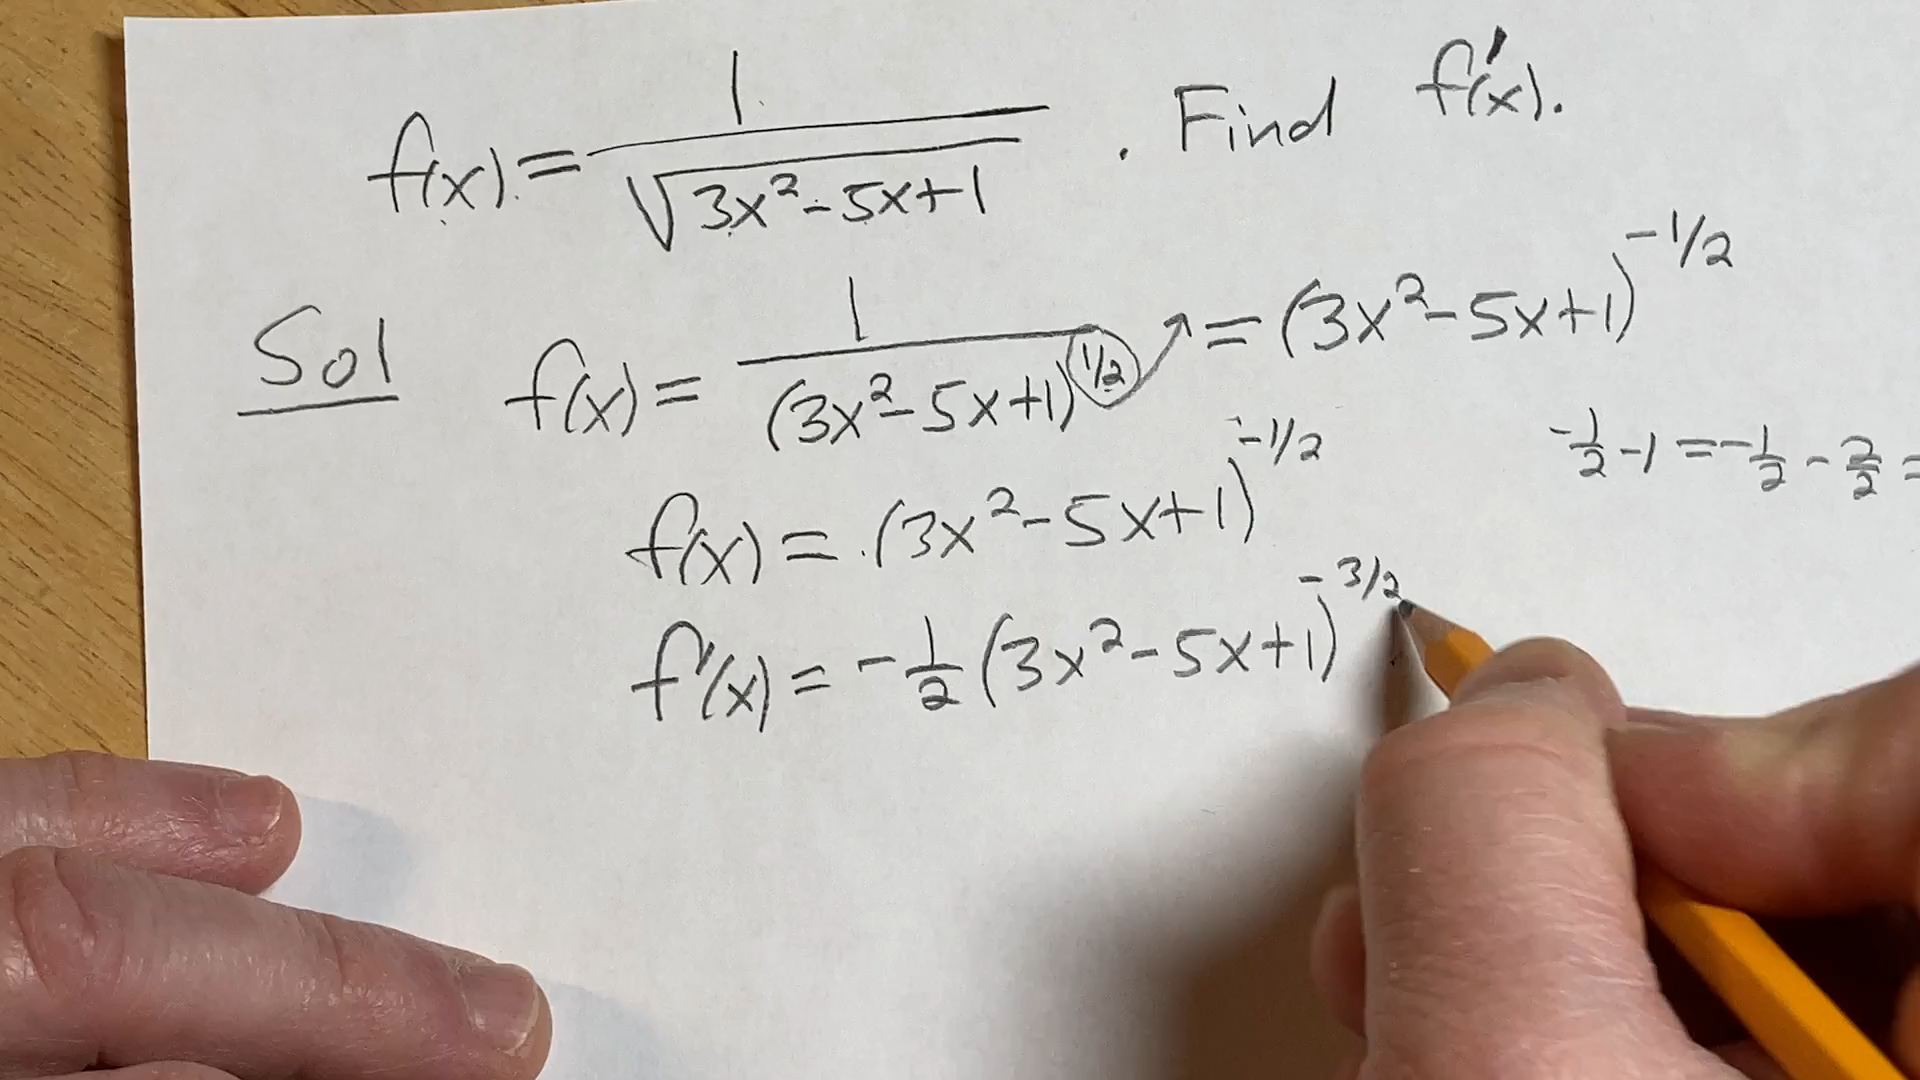 f(x) = 1/√(3x²-5x+1) . Find f'(x).
Sol f(x) = 1/(3x²-5x+1)^(1/2) = (3x²-5x+1)^(-1/2)
f(x) = (3x²-5x+1)^(-1/2)
-1/2 - 1 = -1/2 - 2/2 =
f'(x) = -1/2 (3x²-5x+1)^(-3/2)